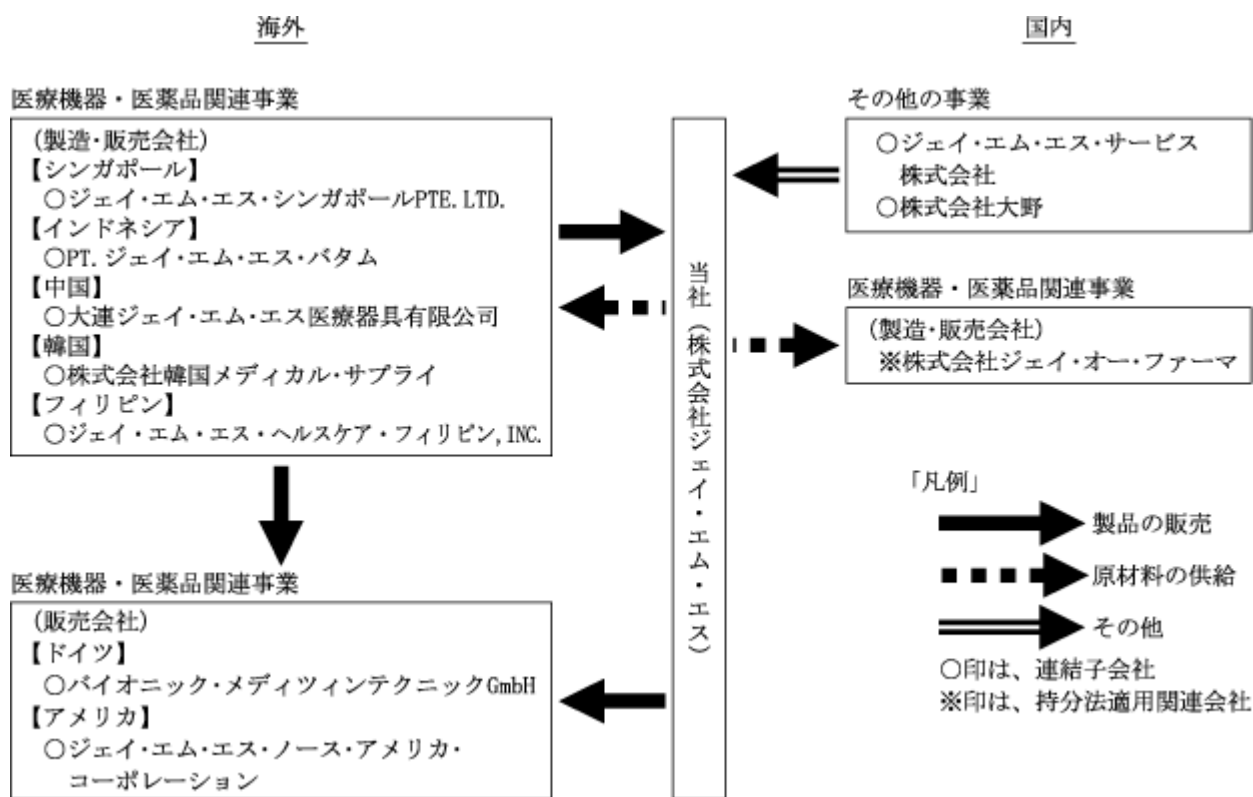 海外
医療機器・医薬品関連事業
(製造・販売会社)
【シンガポール】
○ジェイ・エム・エス・シンガポールPTE.LTD.
【インドネシア】
○PT.ジェイ・エム・エス・バタム
【中国】
○大連ジェイ・エム・エス医療器具有限公司
【韓国】
○株式会社韓国メディカル・サプライ
【フィリピン】
○ジェイ・エム・エス・ヘルスケア・フィリピン,INC.
医療機器・医薬品関連事業
(販売会社)
【ドイツ】
○バイオニック・メディツィンテクニックGmbH
【アメリカ】
○ジェイ・エム・エス・ノース・アメリカ・
コーポレーション
当社(株式会社ジェイ・エム・エス)
国内
その他の事業
○ジェイ・エム・エス・サービス
株式会社
○株式会社大野
医療機器・医薬品関連事業
(製造・販売会社)
※株式会社ジェイ・オー・ファーマ
「凡例」
製品の販売
原材料の供給
その他
○印は、連結子会社
※印は、持分法適用関連会社